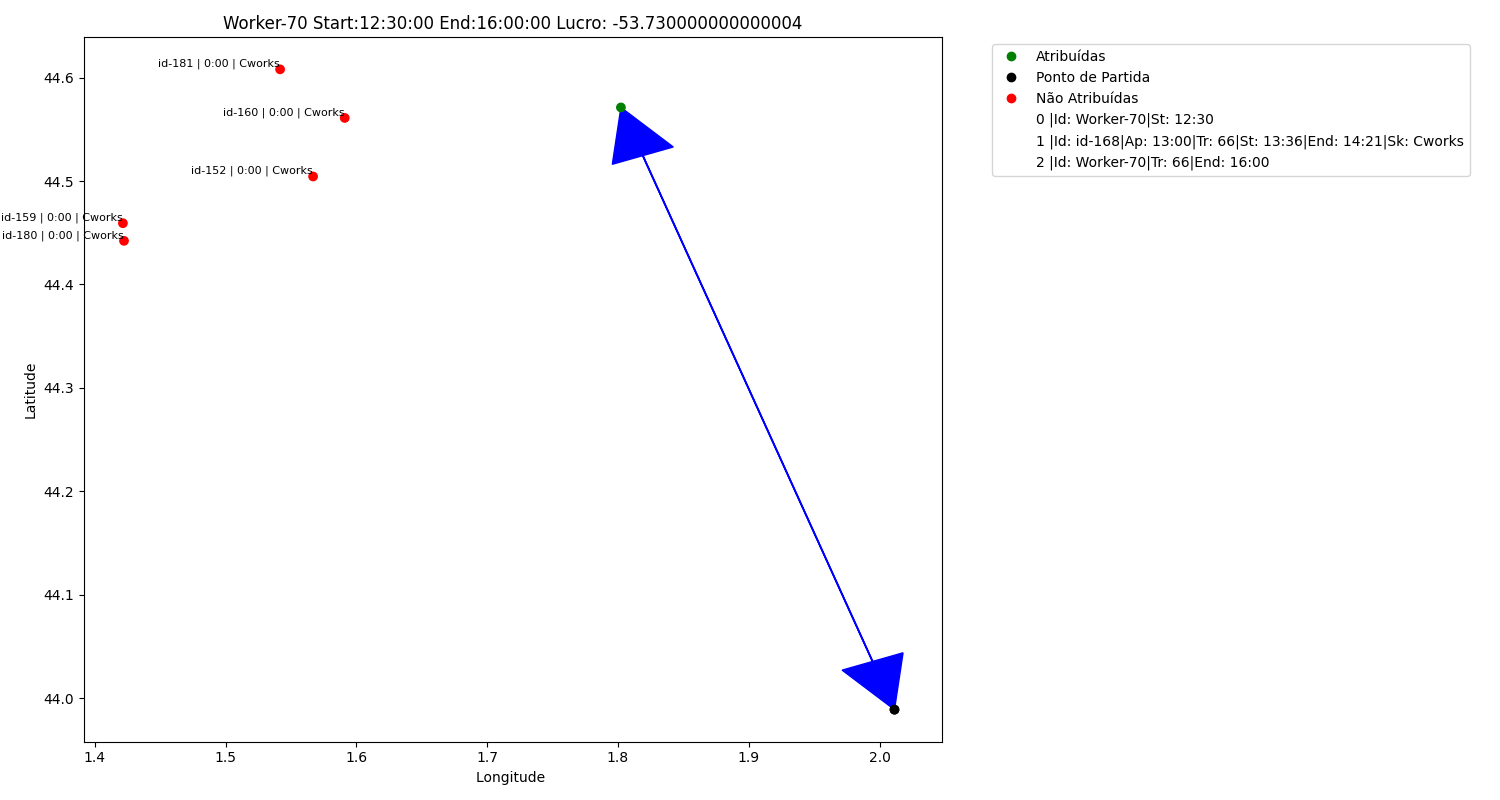 Worker-70 Start:12:30:00 End:16:00:00 Lucro: -53.730000000000004
Atribuídas
Ponto de Partida
Não Atribuídas
0 |Id: Worker-70|St: 12:30
1 |Id: id-168|Ap: 13:00|Tr: 66|St: 13:36|End: 14:21|Sk: Cworks
2 |Id: Worker-70|Tr: 66|End: 16:00
id-181 | 0:00 | Cworks
id-160 | 0:00 | Cworks
id-152 | 0:00 | Cworks
id-159 | 0:00 | Cworks
id-180 | 0:00 | Cworks
44.6
44.5
44.4
44.3
44.2
44.1
44.0
Latitude
1.4
1.5
1.6
1.7
1.8
1.9
2.0
Longitude